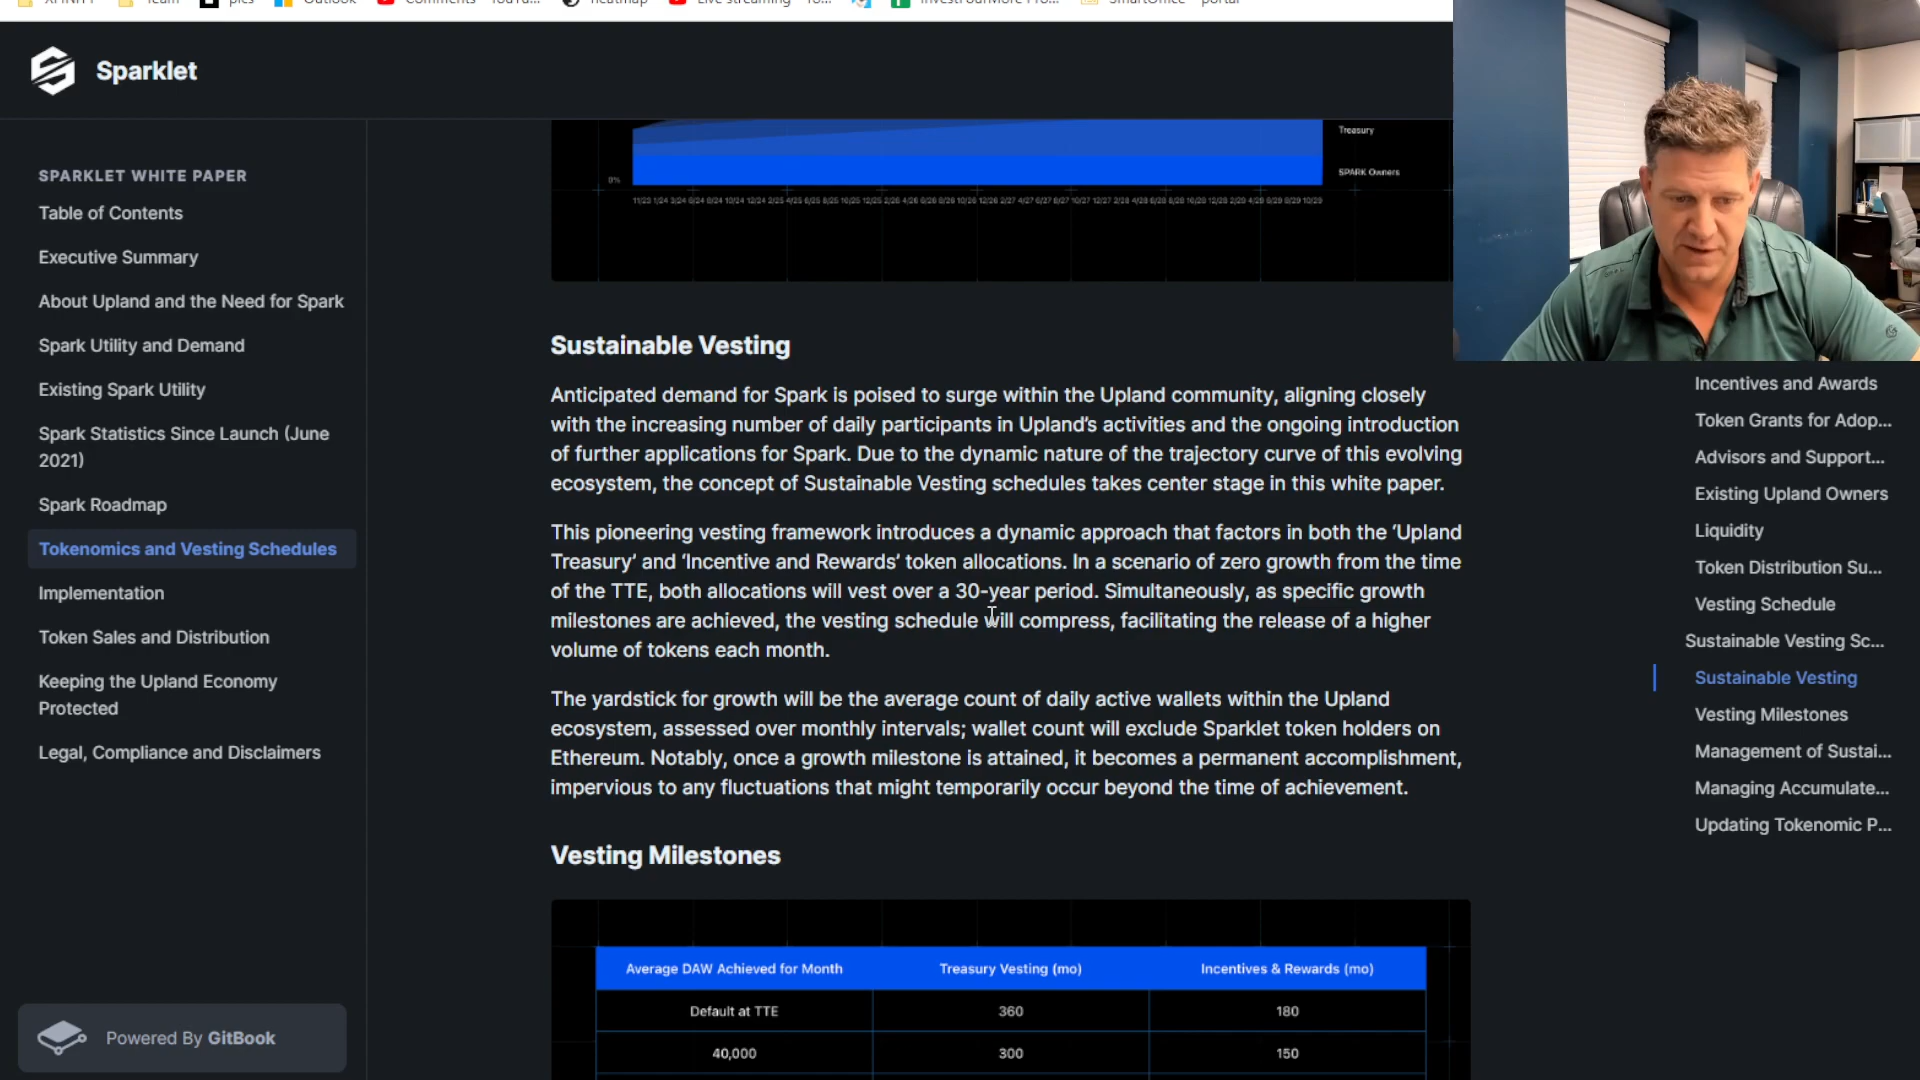 Team
pics
Outlook
Comments - YouTu...
heatmap
Live streaming - Yo...
InvestFourMore Pro...
SmartOffice - portal
Sparklet
SPARKLET WHITE PAPER
Table of Contents
Executive Summary
About Upland and the Need for Spark
Spark Utility and Demand
Existing Spark Utility
Spark Statistics Since Launch (June
2021)
Spark Roadmap
Tokenomics and Vesting Schedules
Implementation
Token Sales and Distribution
Keeping the Upland Economy
Protected
Legal, Compliance and Disclaimers
Powered By GitBook
Treasury
SPARK Owners
0%
Sustainable Vesting
Anticipated demand for Spark is poised to surge within the Upland community, aligning closely
with the increasing number of daily participants in Upland's activities and the ongoing introduction
of further applications for Spark. Due to the dynamic nature of the trajectory curve of this evolving
ecosystem, the concept of Sustainable Vesting schedules takes center stage in this white paper.
This pioneering vesting framework introduces a dynamic approach that factors in both the ‘Upland
Treasury’ and ‘Incentive and Rewards’ token allocations. In a scenario of zero growth from the time
of the TTE, both allocations will vest over a 30-year period. Simultaneously, as specific growth
milestones are achieved, the vesting schedule will compress, facilitating the release of a higher
volume of tokens each month.
The yardstick for growth will be the average count of daily active wallets within the Upland
ecosystem, assessed over monthly intervals; wallet count will exclude Sparklet token holders on
Ethereum. Notably, once a growth milestone is attained, it becomes a permanent accomplishment,
impervious to any fluctuations that might temporarily occur beyond the time of achievement.
Vesting Milestones
Average DAW Achieved for Month Treasury Vesting (mo) Incentives & Rewards (mo)
Default at TTE 360 180
40,000 300 150
Incentives and Awards
Token Grants for Adop...
Advisors and Support...
Existing Upland Owners
Liquidity
Token Distribution Su...
Vesting Schedule
Sustainable Vesting Sc...
Sustainable Vesting
Vesting Milestones
Management of Sustai...
Managing Accumulate...
Updating Tokenomic P...